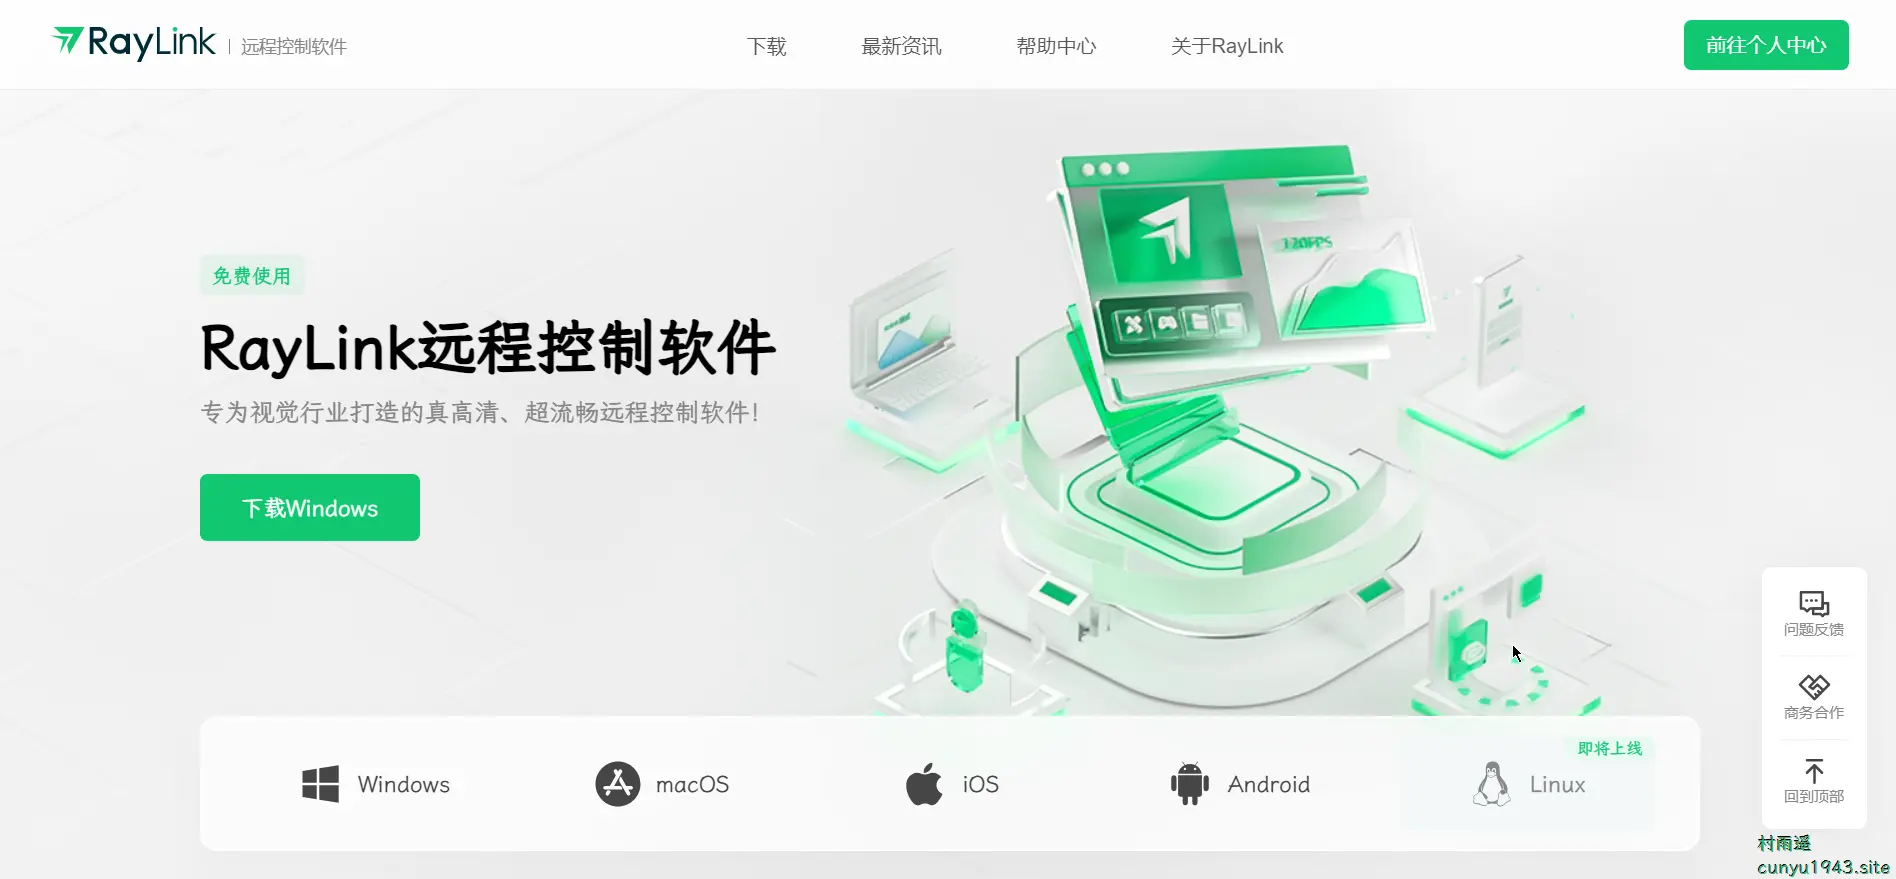 RayLink | 远程控制软件
下载
最新资讯
帮助中心
关于RayLink
前往个人中心
免费使用
RayLink远程控制软件
专为视觉行业打造的真高清、超流畅远程控制软件！
下载Windows
120FPS
Windows
macOS
iOS
Android
即将上线
Linux
问题反馈
商务合作
回到顶部
村雨遥
cunyu1943.site